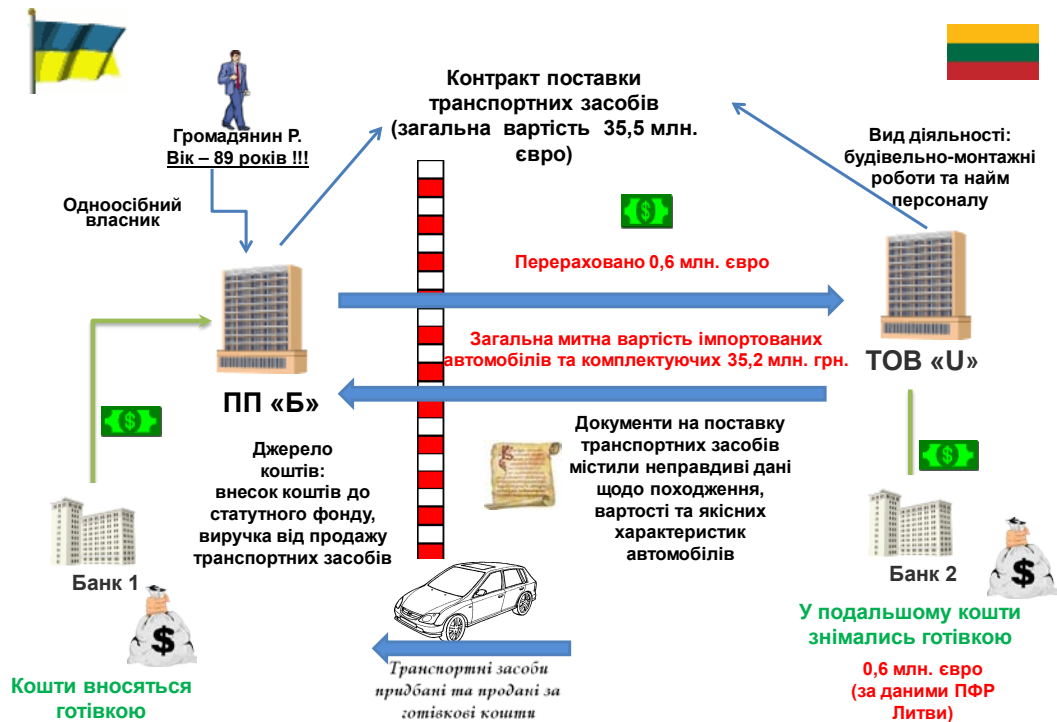 Контракт поставки
транспортних засобів
(загальна вартість 35,5 млн.
євро)
Громадянин Р.
Вік – 89 років !!!
Одноосібний
власник
Вид діяльності:
будівельно-монтажні
роботи та найм
персоналу
Перераховано 0,6 млн. євро
Загальна митна вартість імпортованих
автомобілів та комплектуючих 35,2 млн. грн.
ПП «Б»
ТОВ «U»
Джерело
коштів:
внесок коштів до
статутного фонду,
виручка від продажу
транспортних засобів
Документи на поставку
транспортних засобів
містили неправдиві дані
щодо походження,
вартості та якісних
характеристик
автомобілів
Банк 1
Банк 2
Кошти вносяться
готівкою
Транспортні засоби
придбані та продані за
готівкові кошти
У подальшому кошти
знімались готівкою
0,6 млн. євро
(за даними ПФР
Литви)